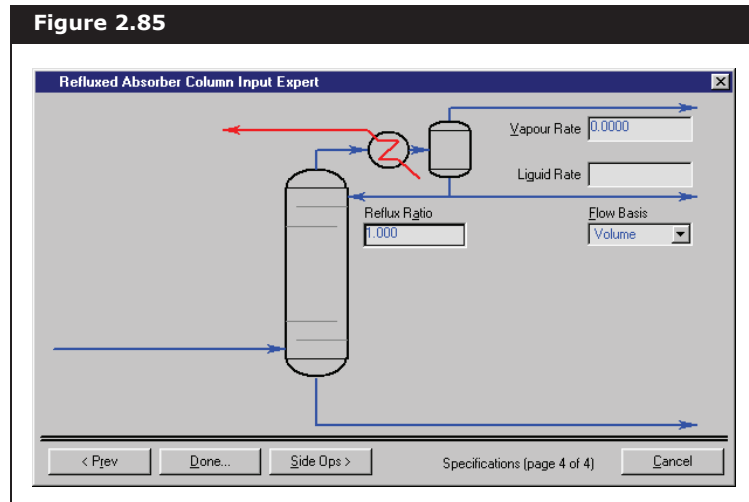 Figure 2.85
Refluxed Absorber Column Input Expert
Vapour Rate 0.0000
Liquid Rate
Reflux Ratio
Flow Basis
1.000
Volume
< Prev
Done...
Side Ops >
Specifications (page 4 of 4)
Cancel